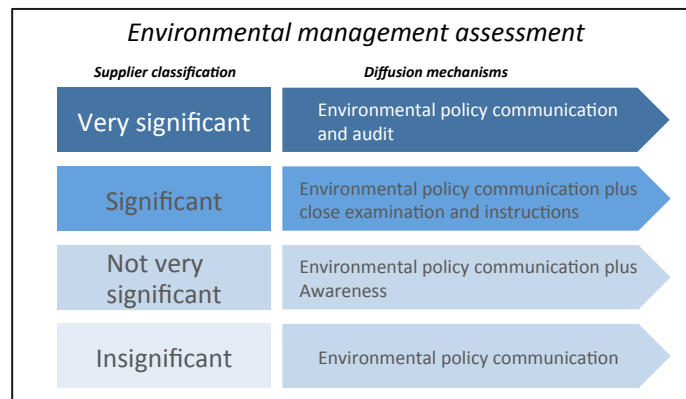 Environmental management assessment
Supplier classification
Diffusion mechanisms
Very significant
Environmental policy communication
and audit
Significant
Environmental policy communication plus
close examination and instructions
Not very
significant
Environmental policy communication plus
Awareness
Insignificant
Environmental policy communication